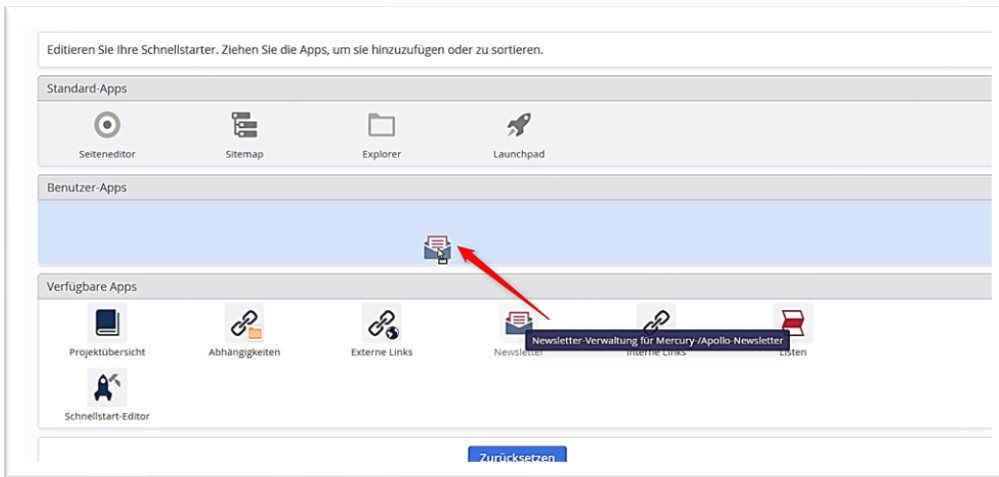 Editieren Sie Ihre Schnellstarter. Ziehen Sie die Apps, um sie hinzuzufügen oder zu sortieren.
Standard-Apps
Seiteneditor Sitemap Explorer Launchpad
Benutzer-Apps
Verfügbare Apps
Newsletter-Verwaltung für Mercury-/Apollo-Newsletter
Projektübersicht Abhängigkeiten Externe Links Newsletter Interne Links Listen
Schnellstart-Editor
Zurücksetzen